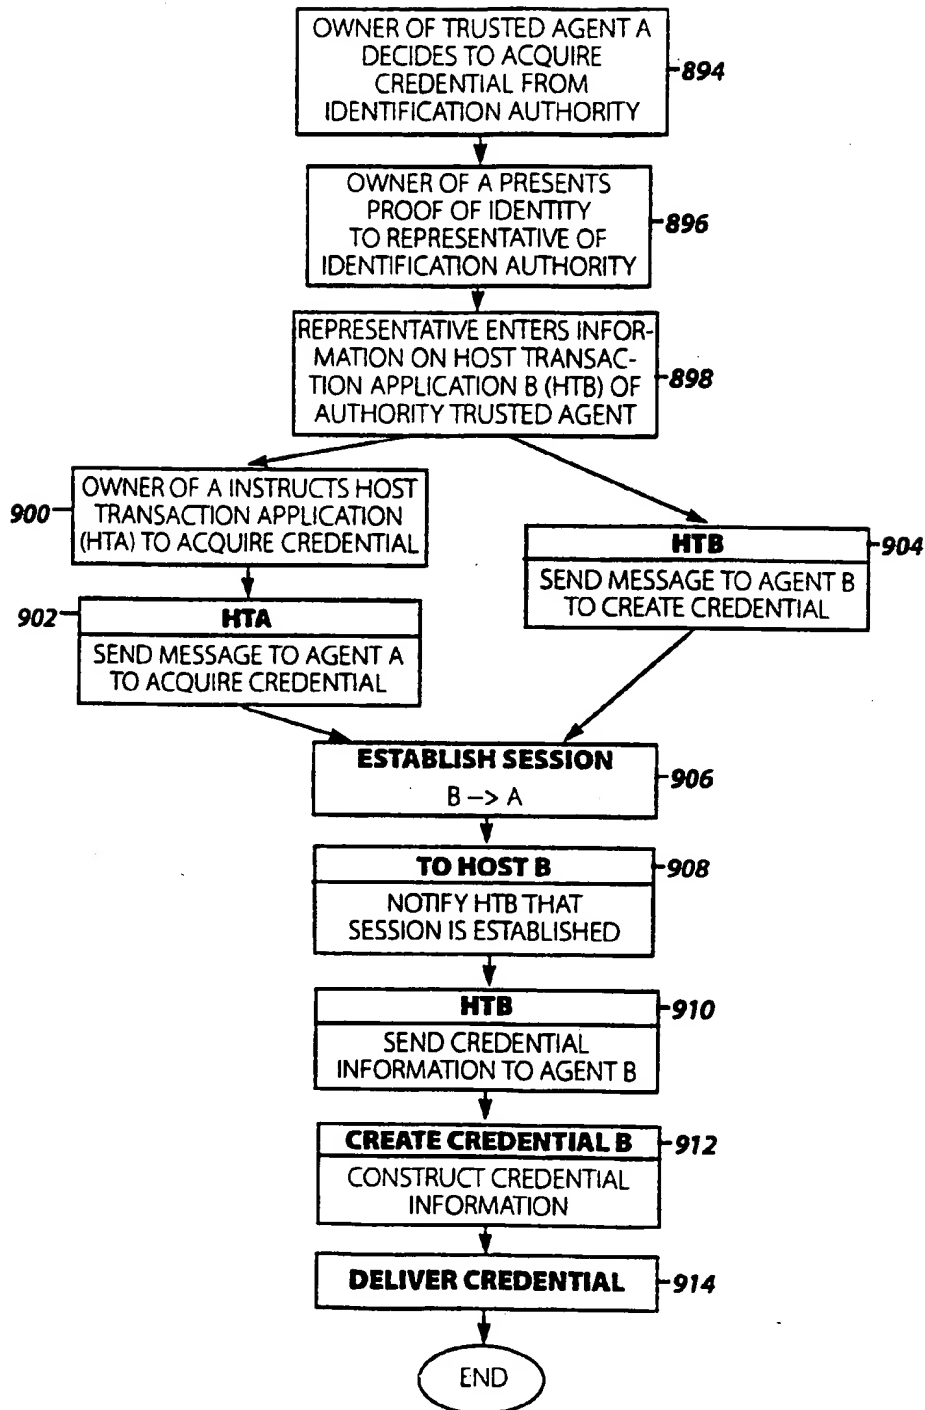 OWNER OF TRUSTED AGENT A
DECIDES TO ACQUIRE
CREDENTIAL FROM
IDENTIFICATION AUTHORITY
894
OWNER OF A PRESENTS
PROOF OF IDENTITY
TO REPRESENTATIVE OF
IDENTIFICATION AUTHORITY
896
REPRESENTATIVE ENTERS INFOR-
MATION ON HOST TRANSAC-
TION APPLICATION B (HTB) OF
AUTHORITY TRUSTED AGENT
898
900
OWNER OF A INSTRUCTS HOST
TRANSACTION APPLICATION
(HTA) TO ACQUIRE CREDENTIAL
902
HTA
SEND MESSAGE TO AGENT A
TO ACQUIRE CREDENTIAL
HTB
904
SEND MESSAGE TO AGENT B
TO CREATE CREDENTIAL
ESTABLISH SESSION
906
B –> A
TO HOST B
908
NOTIFY HTB THAT
SESSION IS ESTABLISHED
HTB
910
SEND CREDENTIAL
INFORMATION TO AGENT B
CREATE CREDENTIAL B
912
CONSTRUCT CREDENTIAL
INFORMATION
DELIVER CREDENTIAL
914
END